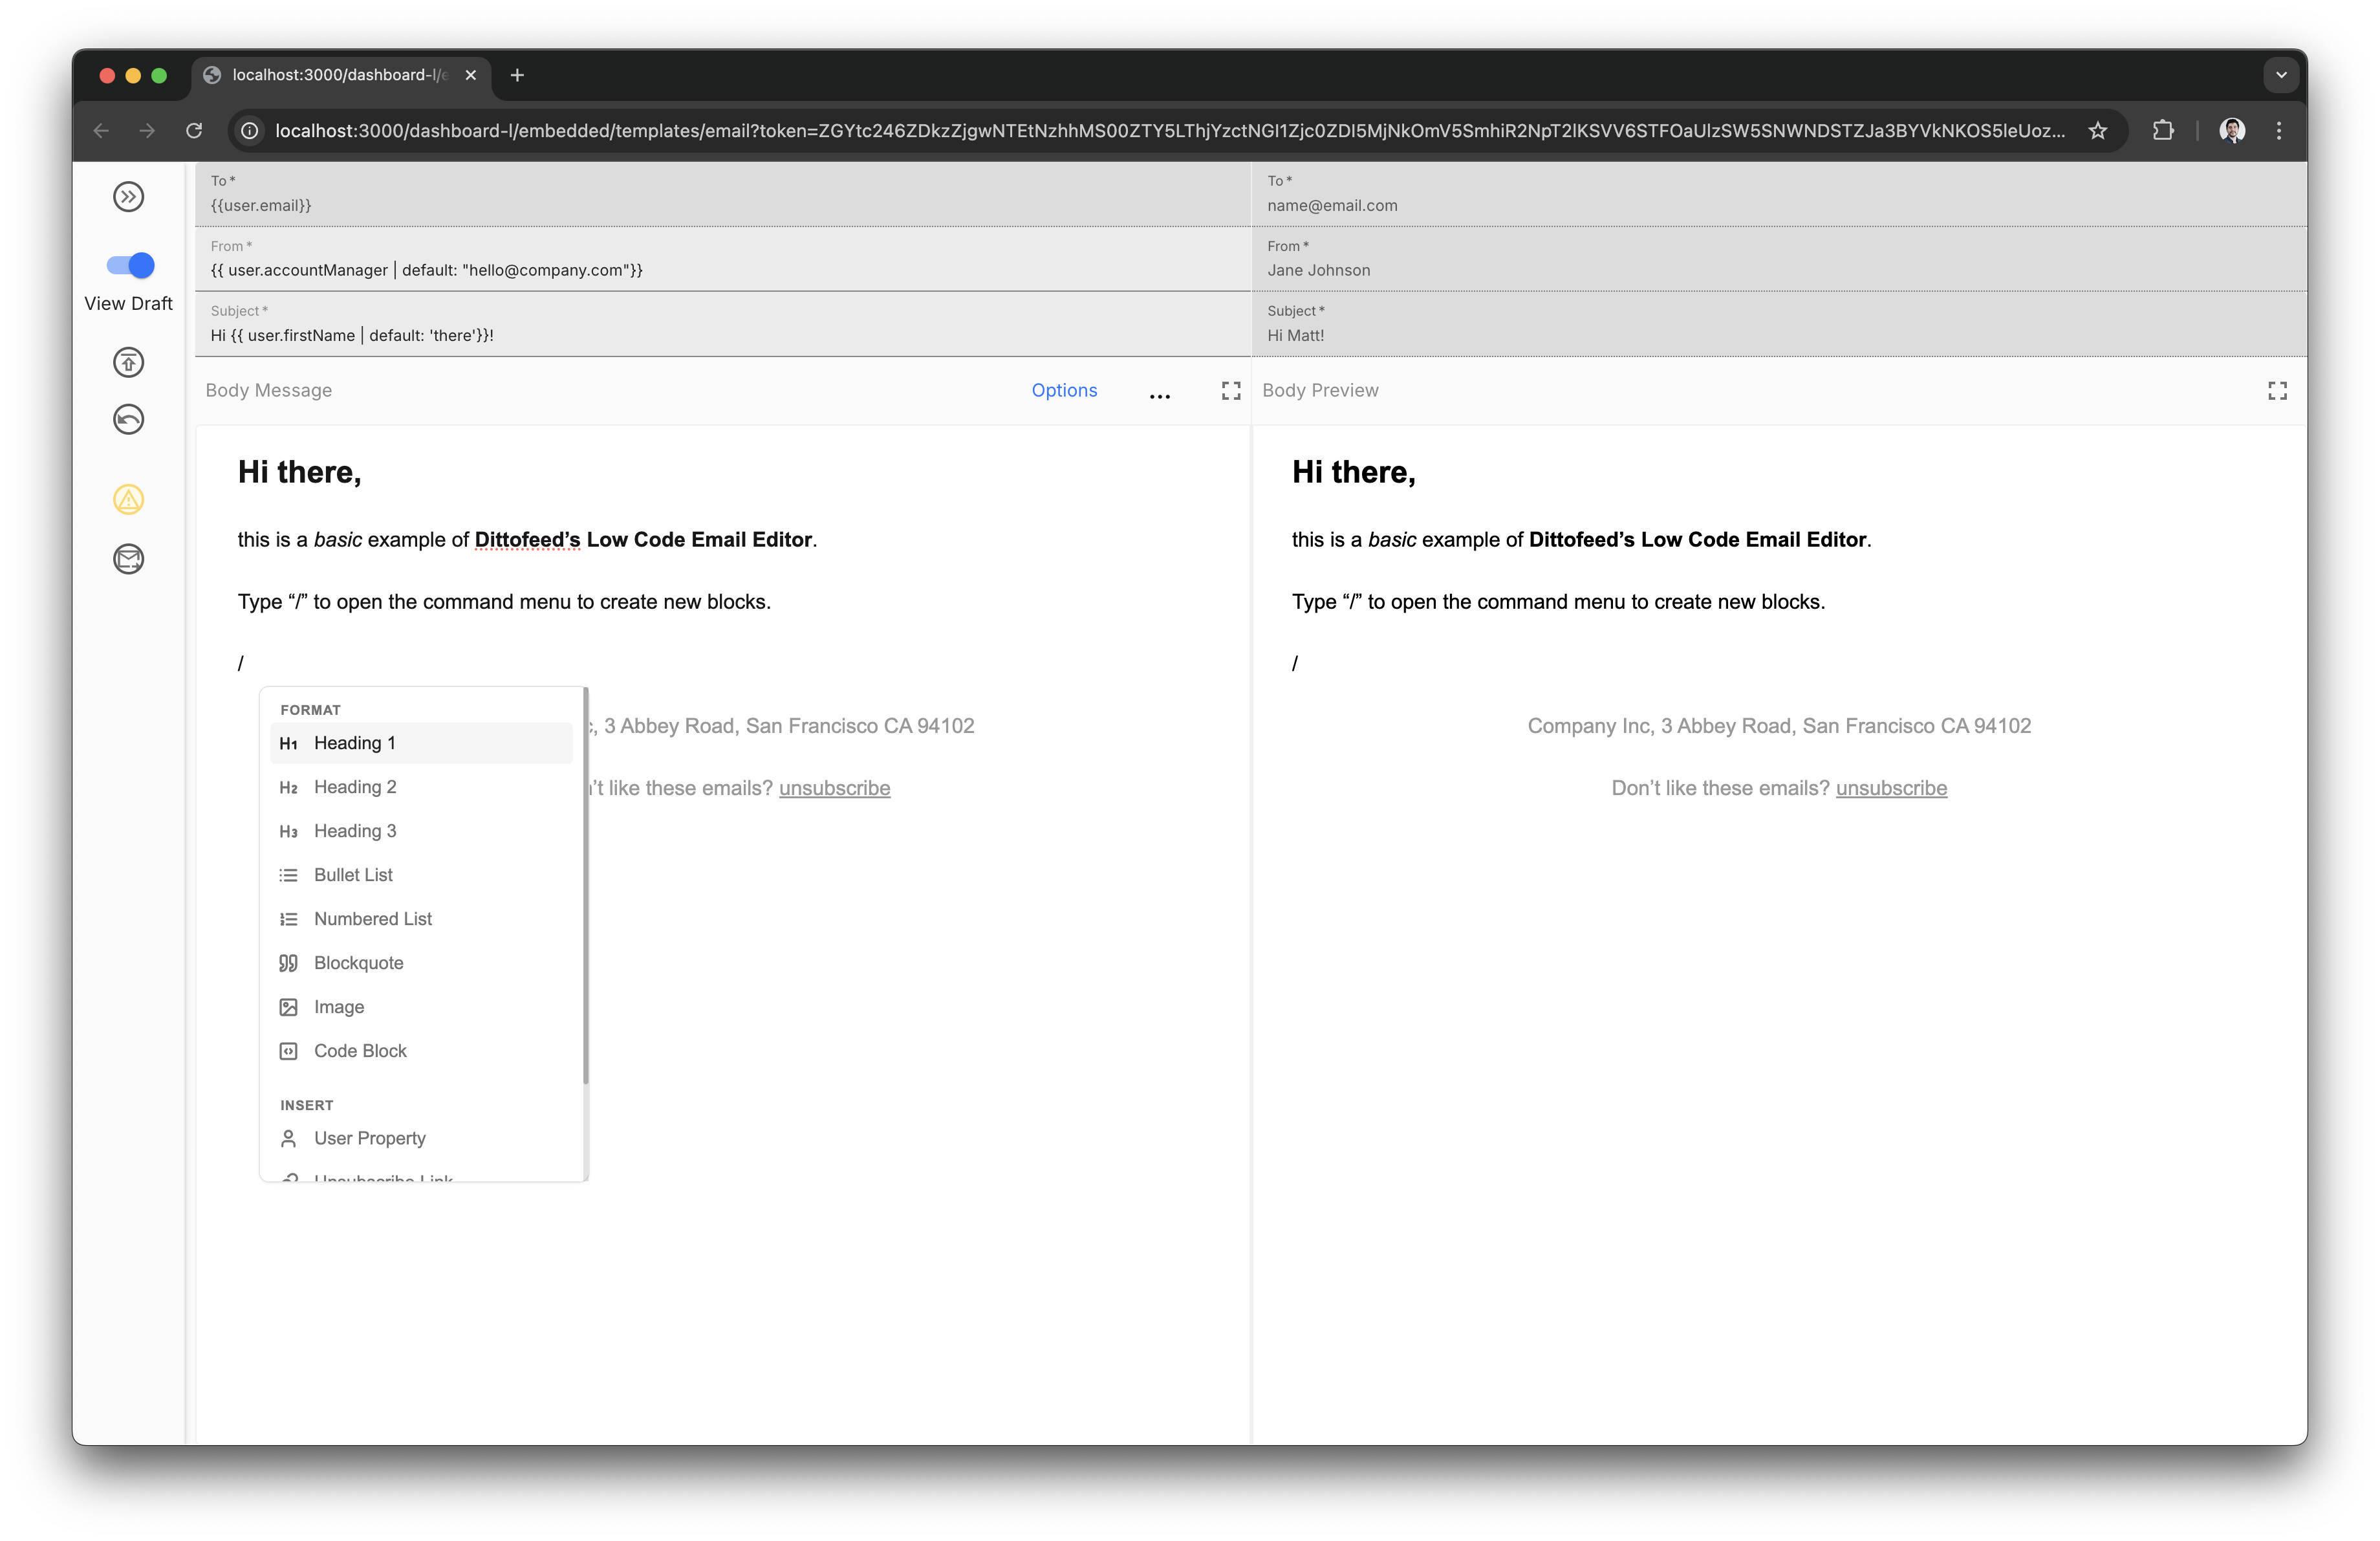 localhost:3000/dashboard-l/e
localhost:3000/dashboard-l/embedded/templates/email?token=ZGYtc246ZDkzZjgwNTEtNzhhMS00ZTY5LThjYzctNGI1Zjc0ZDI5MjNkOmV5SmhiR2NpT2lKSVV6STFOaUlzSW5SNWNDSTZJa3BYVkNKOS5leUoz...
View Draft
To *
{{user.email}}
From *
{{ user.accountManager | default: "hello@company.com"}}
Subject *
Hi {{ user.firstName | default: 'there'}}!
Body Message
Options
...
Hi there,
this is a basic example of Dittofeed’s Low Code Email Editor.
Type “/” to open the command menu to create new blocks.
/
c, 3 Abbey Road, San Francisco CA 94102
’t like these emails? unsubscribe
FORMAT
H1 Heading 1
H2 Heading 2
H3 Heading 3
Bullet List
Numbered List
Blockquote
Image
Code Block
INSERT
User Property
Unsubscribe Link
To *
name@email.com
From *
Jane Johnson
Subject *
Hi Matt!
Body Preview
Hi there,
this is a basic example of Dittofeed’s Low Code Email Editor.
Type “/” to open the command menu to create new blocks.
/
Company Inc, 3 Abbey Road, San Francisco CA 94102
Don’t like these emails? unsubscribe